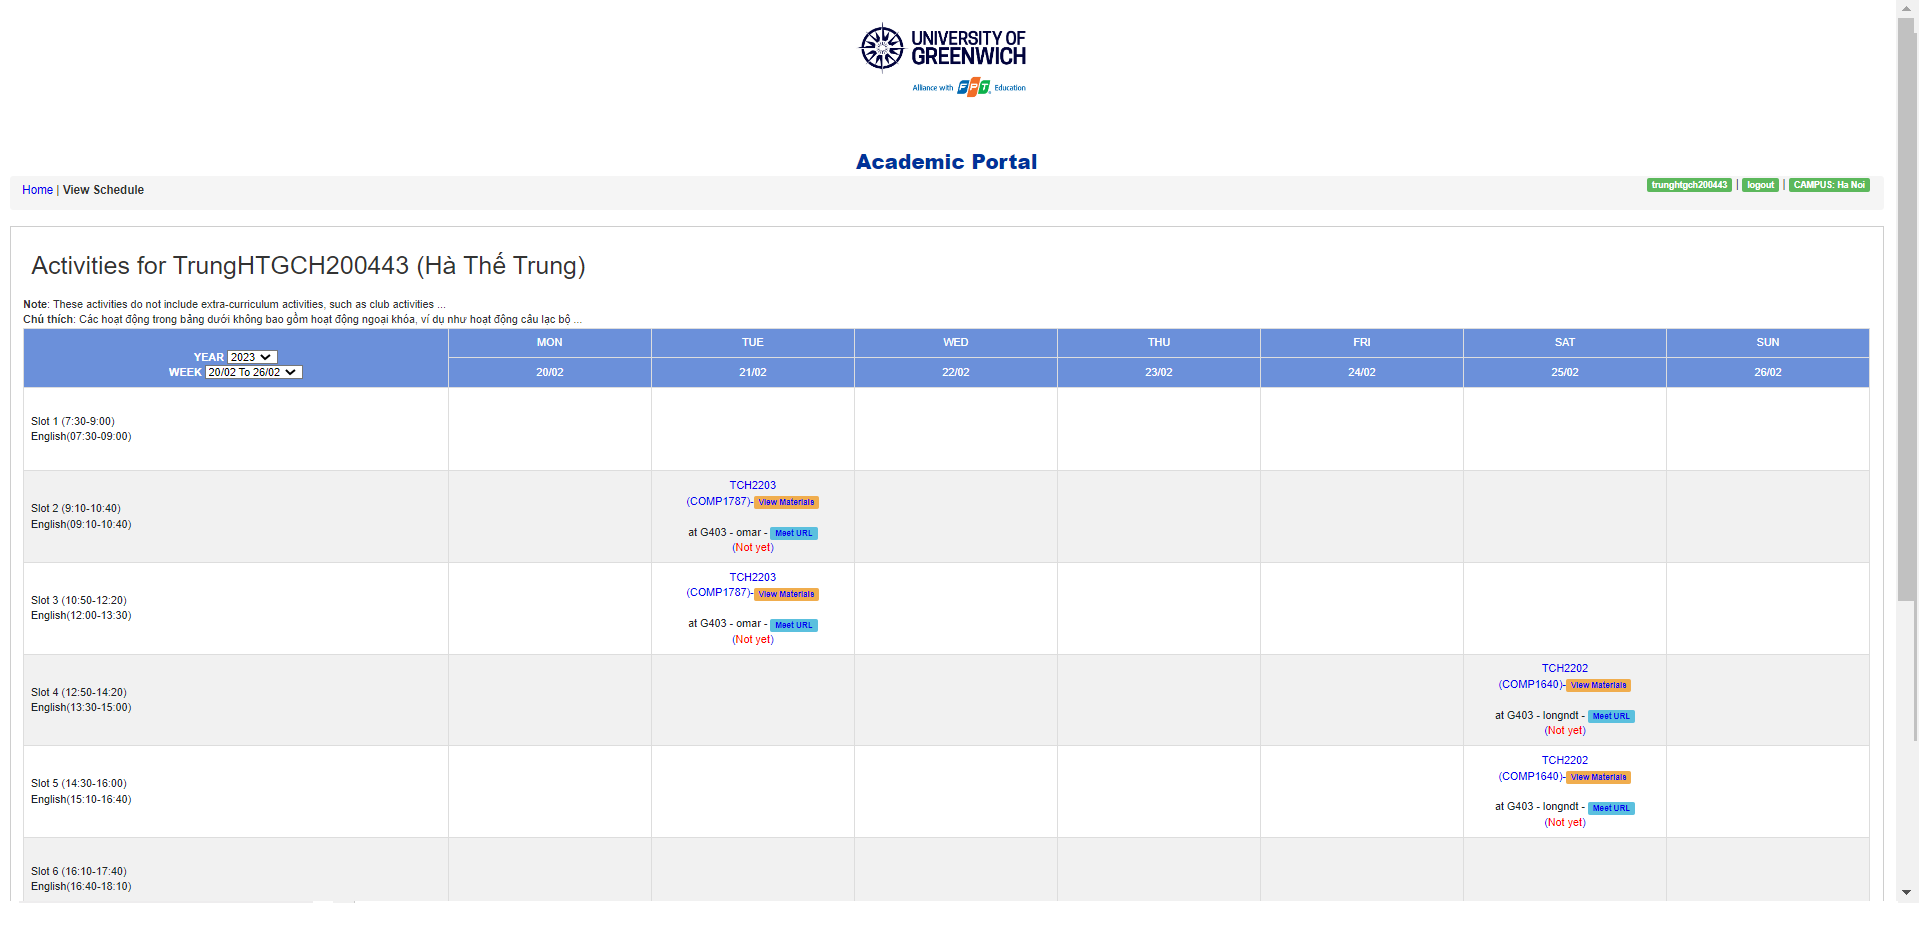 UNIVERSITY OF
GREENWICH
Alliance with FPT. Education
Academic Portal
Home | View Schedule
trunghtgch200443 | logout | CAMPUS: Ha Noi
Activities for TrungHTGCH200443 (Hà Thế Trung)
Note: These activities do not include extra-curriculum activities, such as club activities ...
Chú thích: Các hoạt động trong bảng dưới không bao gồm hoạt động ngoại khóa, ví dụ như hoạt động câu lạc bộ ...
YEAR 2023
WEEK 20/02 To 26/02
MON TUE WED THU FRI SAT SUN
20/02 21/02 22/02 23/02 24/02 25/02 26/02
Slot 1 (7:30-9:00)
English(07:30-09:00)
Slot 2 (9:10-10:40)
English(09:10-10:40)
TCH2203
(COMP1787)-View Materials
at G403 - omar - Meet URL
(Not yet)
Slot 3 (10:50-12:20)
English(12:00-13:30)
TCH2203
(COMP1787)-View Materials
at G403 - omar - Meet URL
(Not yet)
Slot 4 (12:50-14:20)
English(13:30-15:00)
TCH2202
(COMP1640)-View Materials
at G403 - longndt - Meet URL
(Not yet)
Slot 5 (14:30-16:00)
English(15:10-16:40)
TCH2202
(COMP1640)-View Materials
at G403 - longndt - Meet URL
(Not yet)
Slot 6 (16:10-17:40)
English(16:40-18:10)